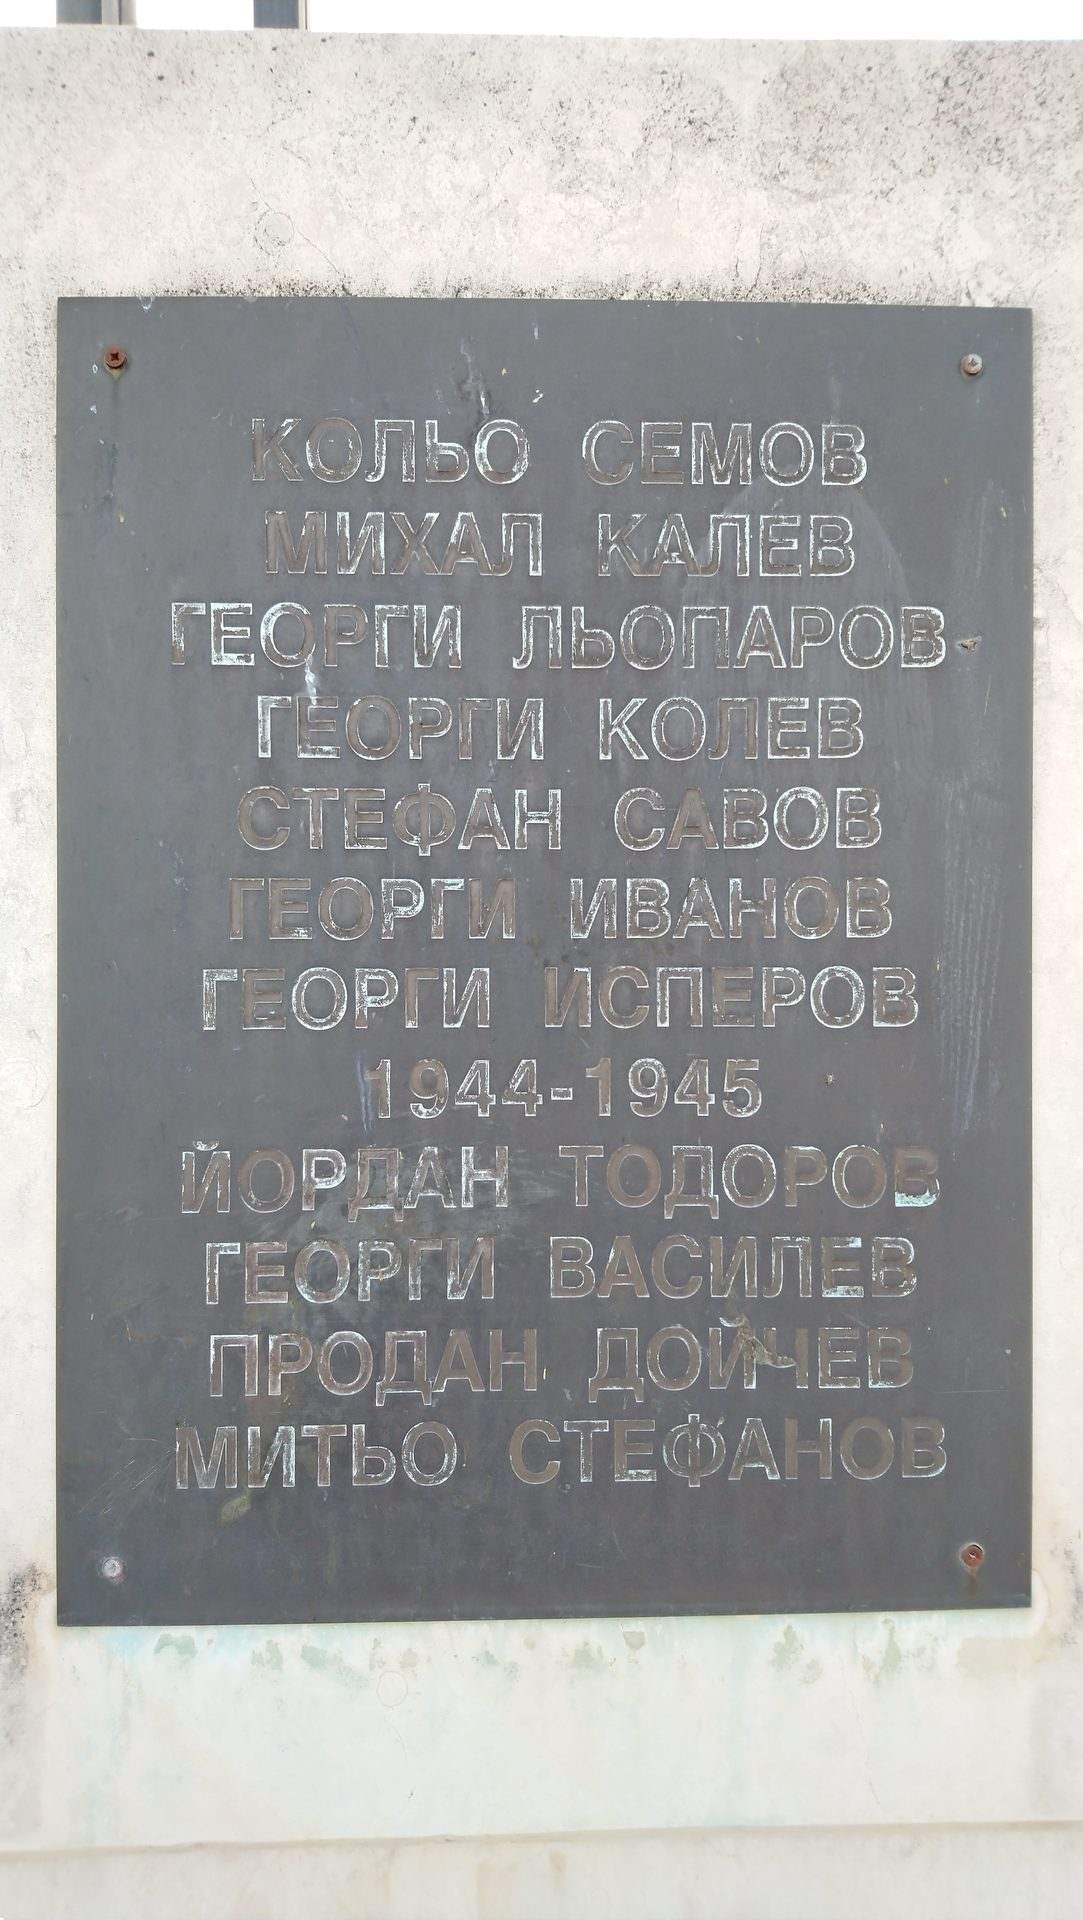 КОЛЬО СЕМОВ
МИХАЛ КАЛЕВ
ГЕОРГИ ЛЬОПАРОВ
ГЕОРГИ КОЛЕВ
СТЕФАН САВОВ
ГЕОРГИ ИВАНОВ
ГЕОРГИ ИСПЕРОВ
1944-1945
ЙОРДАН ТОДОРОВ
ГЕОРГИ ВАСИЛЕВ
ПРОДАН ДОЙЧЕВ
МИТЬО СТЕФАНОВ